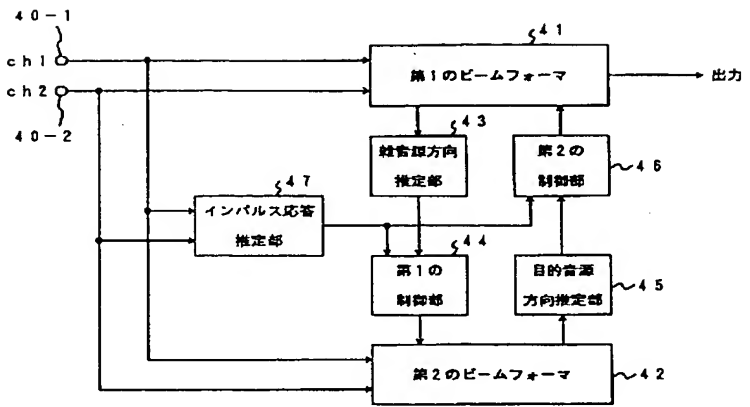 40-1
ch1
ch2
40-2
41
第1のビームフォーマ
出力
43
雑音源方向
推定部
第2の
制御部
46
47
インパルス応答
推定部
44
第1の
制御部
目的音源
方向推定部
45
第2のビームフォーマ
42